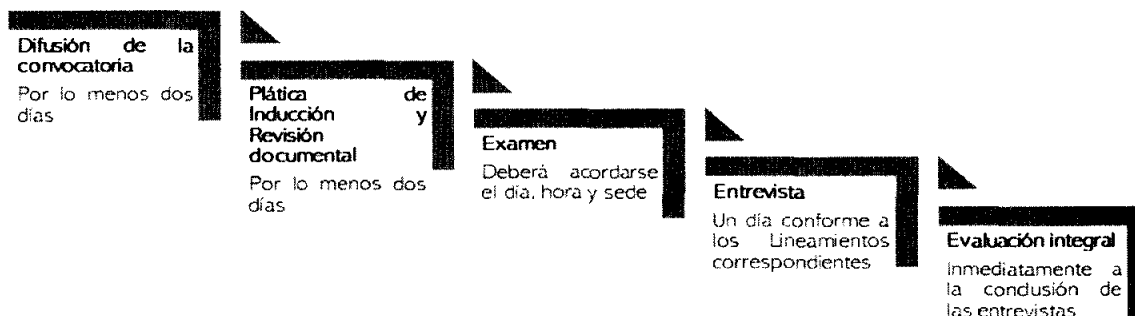 Difusión de la
convocatoria
Por lo menos dos
días
Plática de
Inducción y
Revisión
documental
Por lo menos dos
días
Examen
Deberá acordarse
el día, hora y sede
Entrevista
Un día conforme a
los Lineamientos
correspondientes
Evaluación integral
Inmediatamente a
la conclusión de
las entrevistas